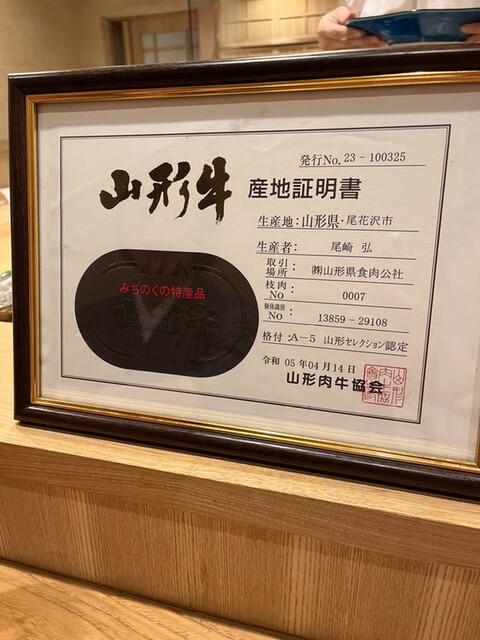 発行No. 23-100325
山形牛 産地証明書
生産地:山形県・尾花沢市
生産者: 尾崎 弘
取引場所 : ㈱山形県食肉公社
枝肉No : 0007
個体識別No : 13859-29108
格付:A-5 山形セレクション認定
令和 05年04月14日
山形肉牛協会
みちのくの特産品
山形牛